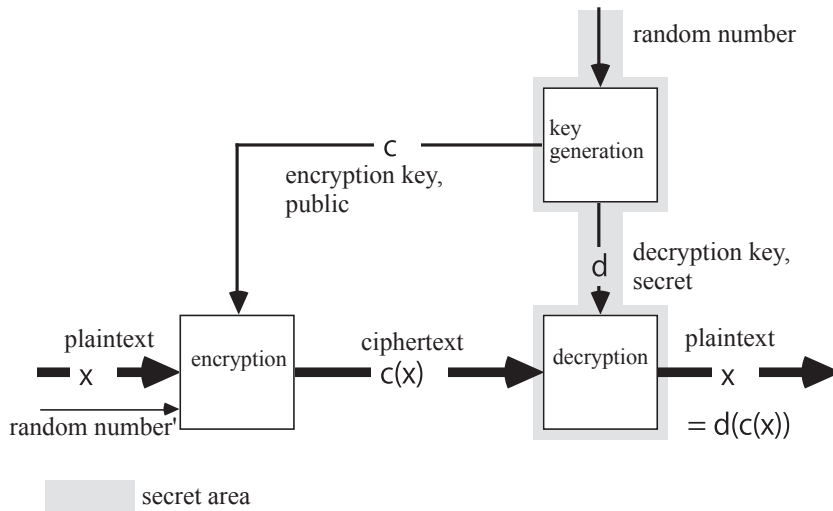 random number
key
generation
c
encryption key,
public
d
decryption key,
secret
plaintext
x
random number'
encryption
ciphertext
c(x)
decryption
plaintext
x
= d(c(x))
secret area